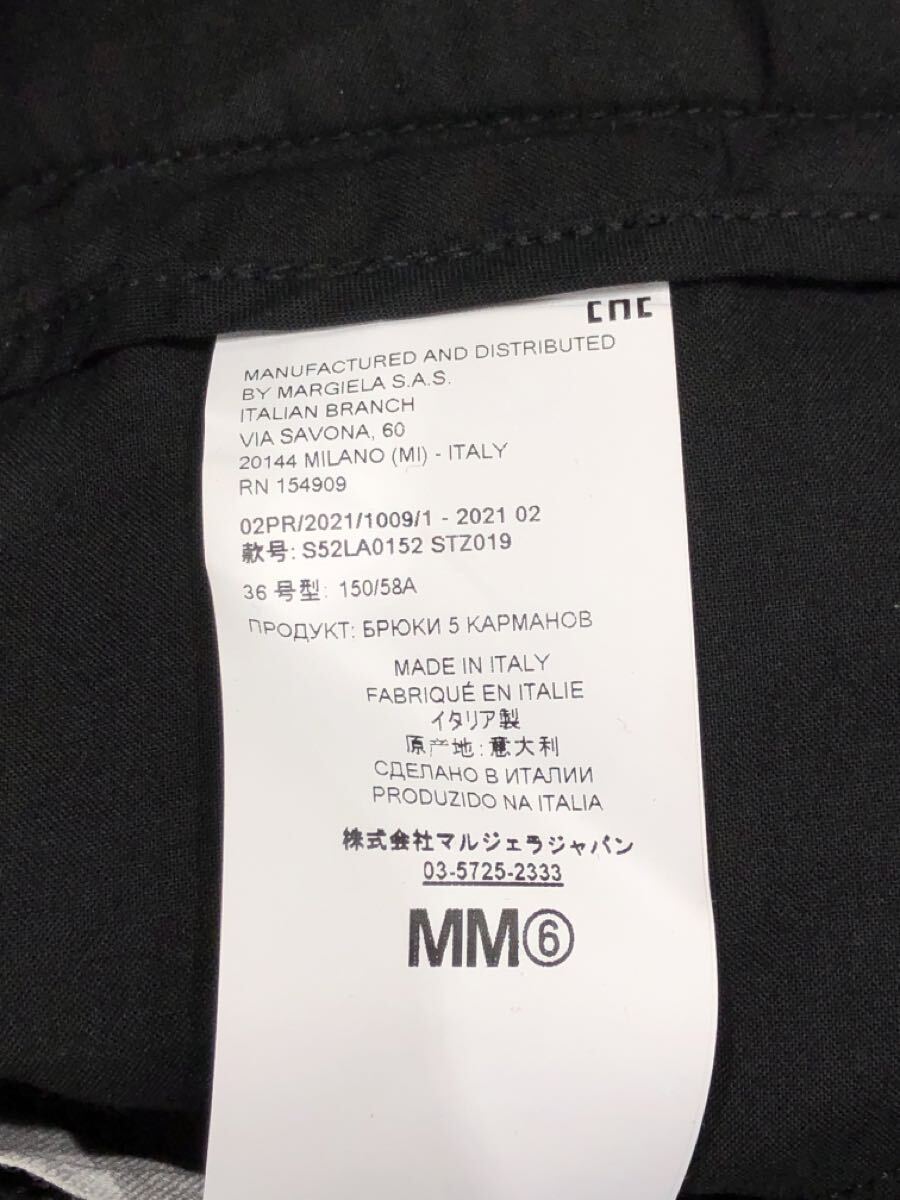 MANUFACTURED AND DISTRIBUTED
BY MARGIELA S.A.S.
ITALIAN BRANCH
VIA SAVONA, 60
20144 MILANO (MI) - ITALY
RN 154909
02PR/2021/1009/1 - 2021 02
款号: S52LA0152 STZ019
36 号型: 150/58A
ПРОДУКТ: БРЮКИ 5 КАРМАНОВ
MADE IN ITALY
FABRIQUÉ EN ITALIE
イタリア製
原产地: 意大利
СДЕЛАНО В ИТАЛИИ
PRODUZIDO NA ITALIA
株式会社マルジェラジャパン
03-5725-2333
MM⑥